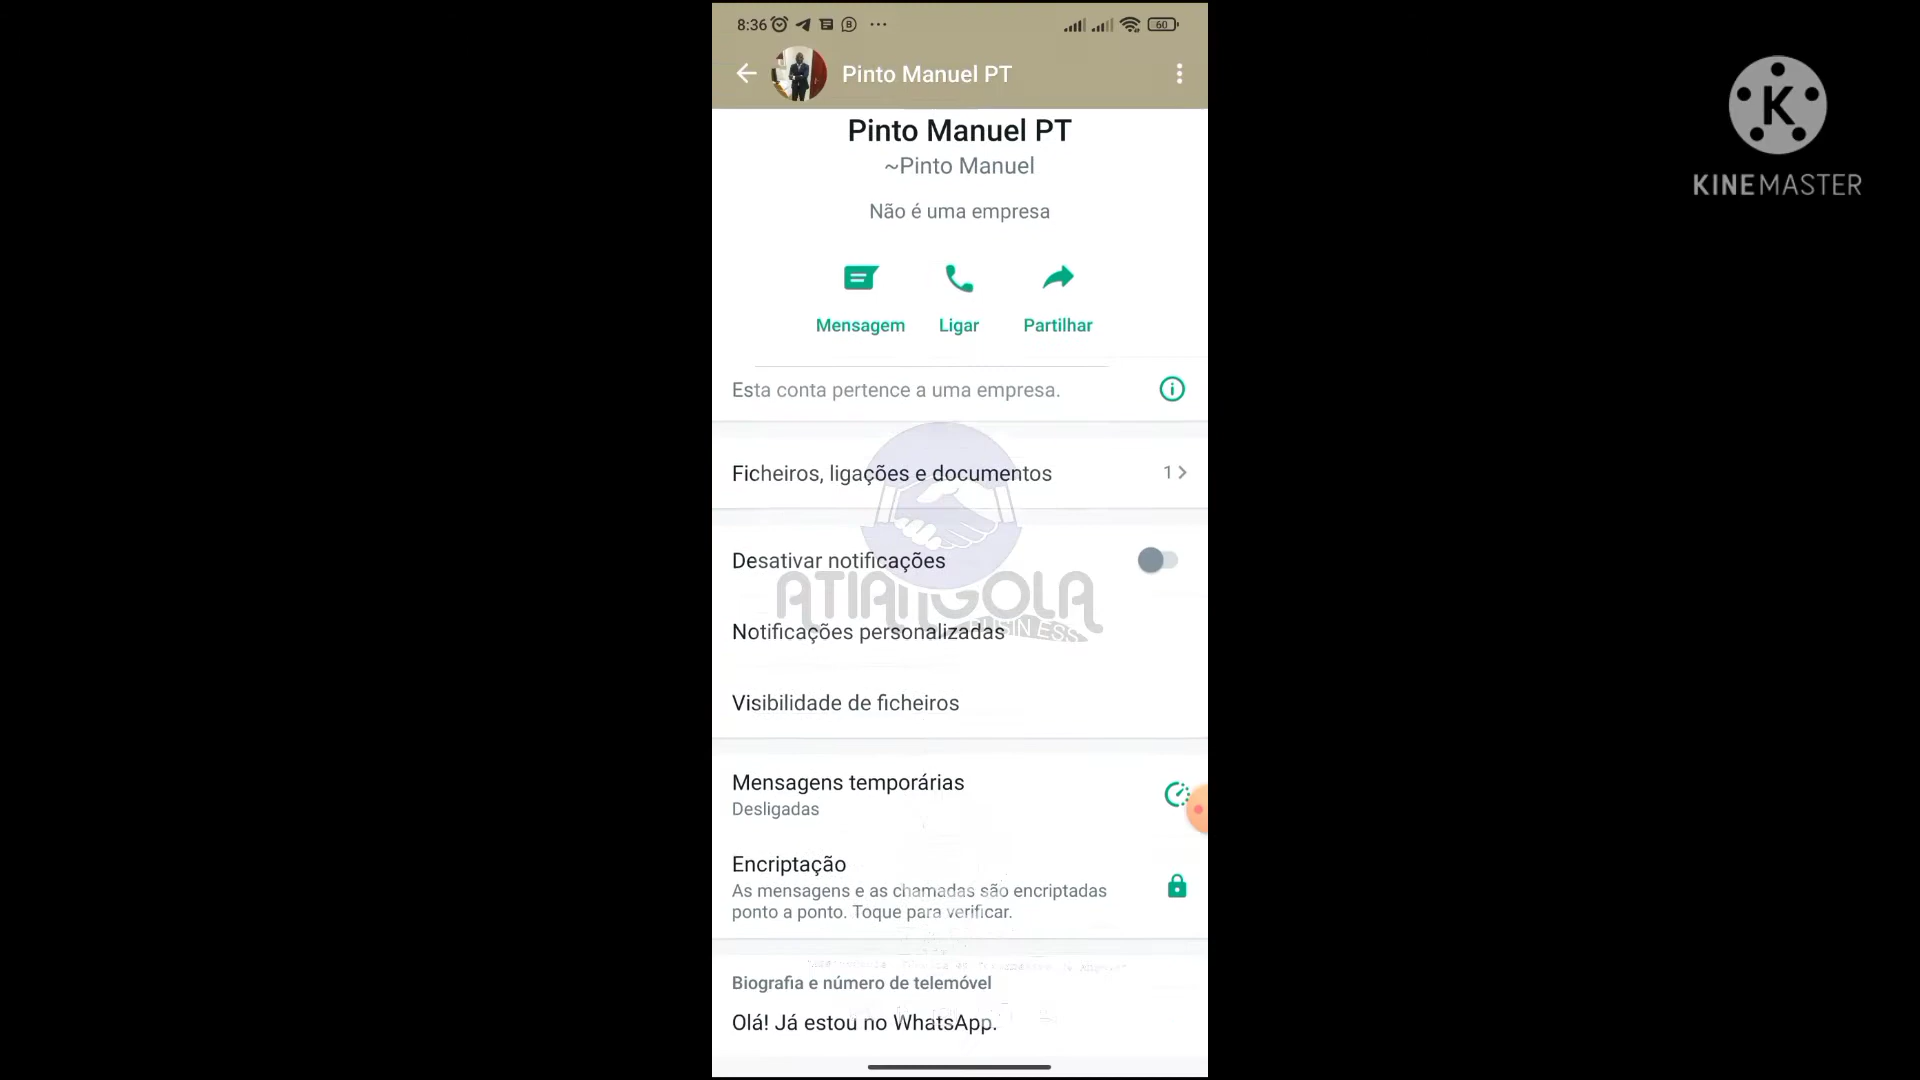 8:36
60
Pinto Manuel PT
Pinto Manuel PT
~Pinto Manuel
Não é uma empresa
Mensagem
Ligar
Partilhar
Esta conta pertence a uma empresa.
Ficheiros, ligações e documentos
1
Desativar notificações
ATIANGOLA
BUSINESS
Notificações personalizadas
Visibilidade de ficheiros
Mensagens temporárias
Desligadas
Encriptação
As mensagens e as chamadas são encriptadas
ponto a ponto. Toque para verificar.
Biografia e número de telemóvel
Olá! Já estou no WhatsApp.
K
KINEMASTER